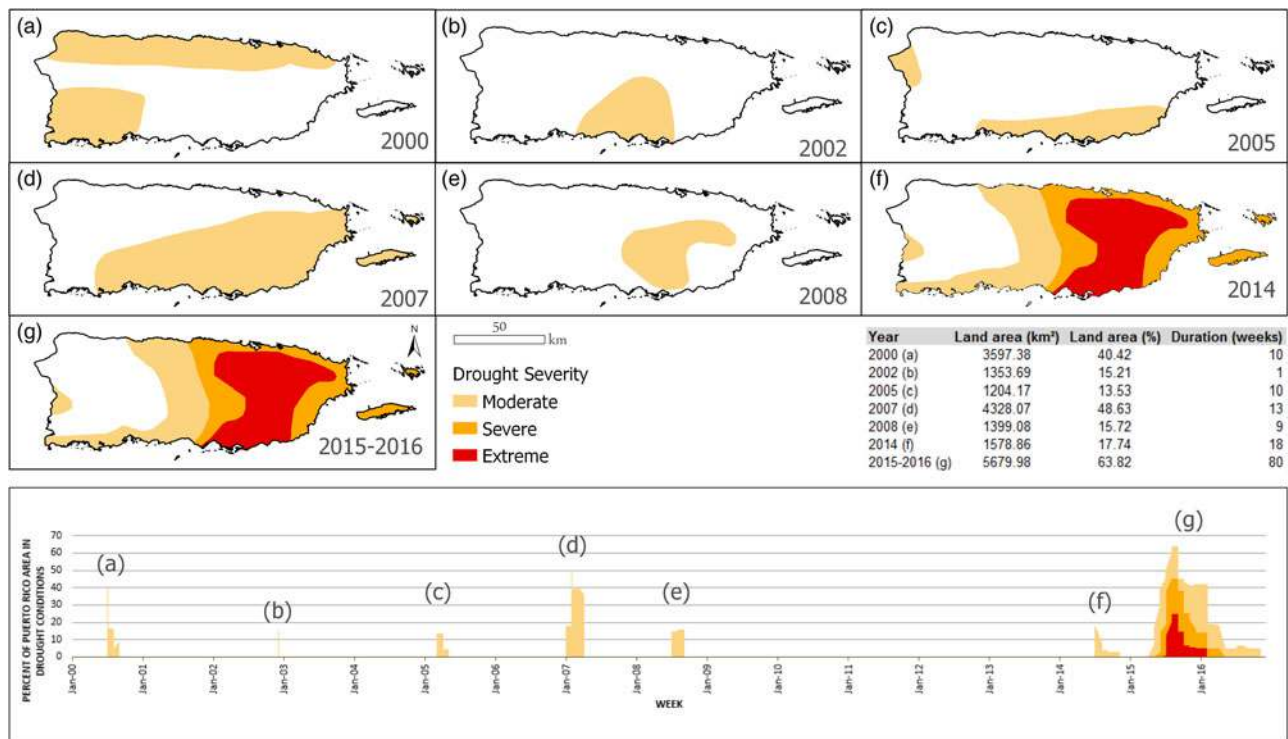 (a)
2000
(b)
2002
(c)
2005
(d)
2007
(e)
2008
(f)
2014
(g)
N
2015-2016
50
km
Drought Severity
Moderate
Severe
Extreme
Year Land area (km²) Land area (%) Duration (weeks)
2000 (a) 3597.38 40.42 10
2002 (b) 1353.69 15.21 1
2005 (c) 1204.17 13.53 10
2007 (d) 4328.07 48.63 13
2008 (e) 1399.08 15.72 9
2014 (f) 1578.86 17.74 18
2015-2016 (g) 5679.98 63.82 80
PERCENT OF PUERTO RICO AREA IN
DROUGHT CONDITIONS
70
60
50
40
30
20
10
0
(a)
(b)
(c)
(d)
(e)
(f)
(g)
Jan-00 Jan-01 Jan-02 Jan-03 Jan-04 Jan-05 Jan-06 Jan-07 Jan-08 Jan-09 Jan-10 Jan-11 Jan-12 Jan-13 Jan-14 Jan-15 Jan-16
WEEK